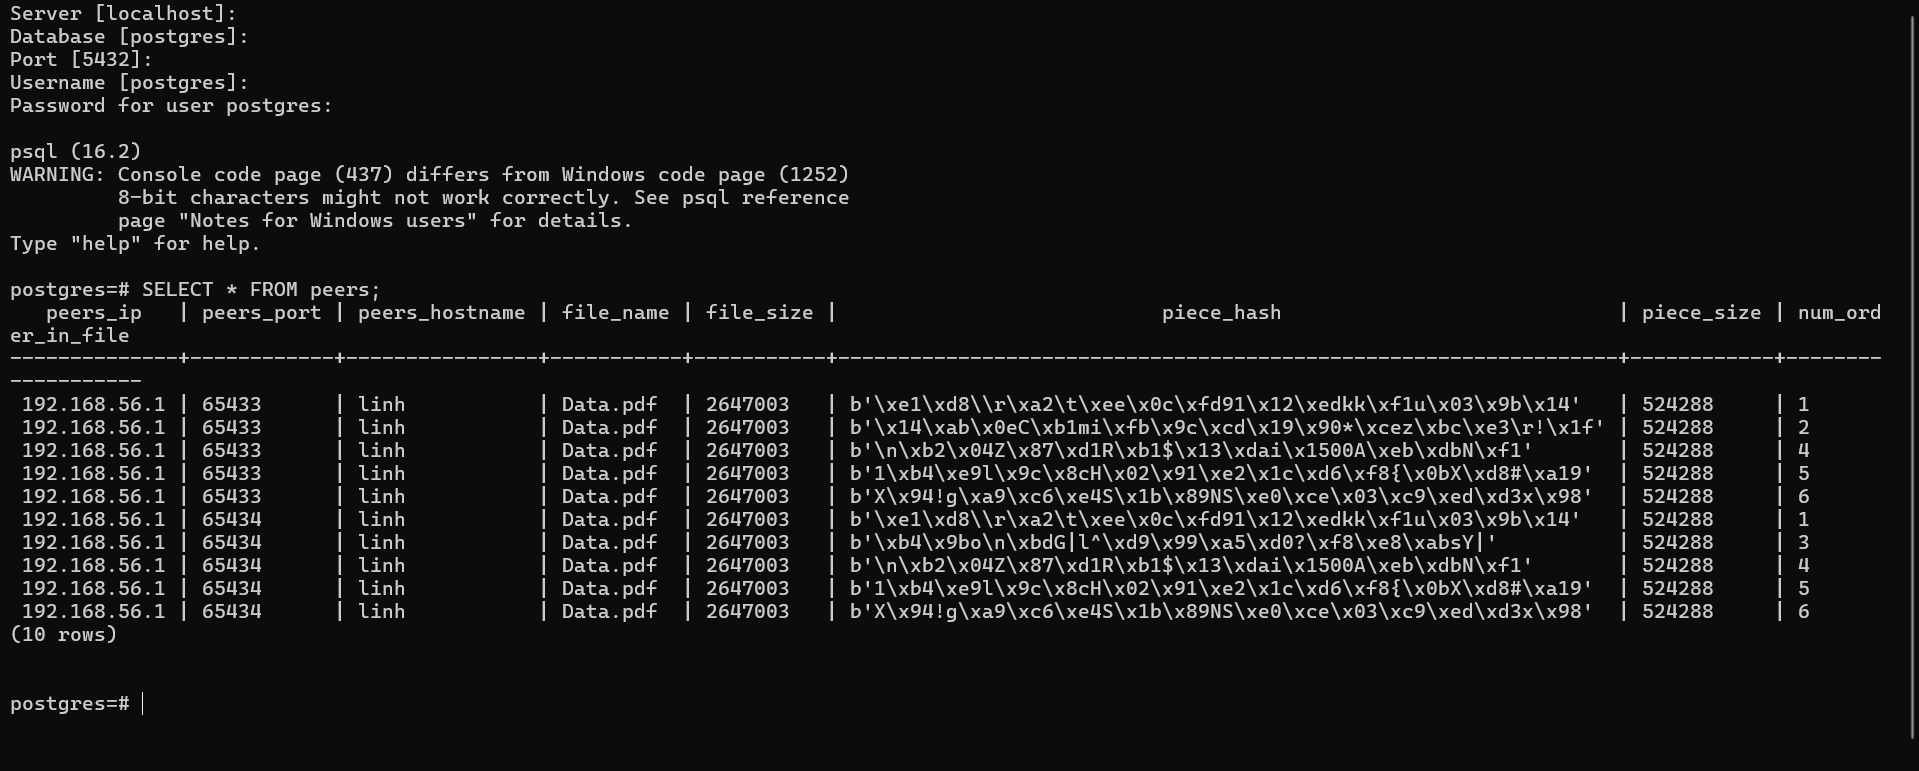 Server [localhost]:
Database [postgres]:
Port [5432]:
Username [postgres]:
Password for user postgres:

psql (16.2)
WARNING: Console code page (437) differs from Windows code page (1252)
         8-bit characters might not work correctly. See psql reference
         page "Notes for Windows users" for details.
Type "help" for help.

postgres=# SELECT * FROM peers;
   peers_ip   | peers_port | peers_hostname | file_name | file_size |                           piece_hash                            | piece_size | num_ord
er_in_file
--------------+------------+----------------+-----------+-----------+-----------------------------------------------------------------+------------+--------
-----------
 192.168.56.1 | 65433      | linh           | Data.pdf  | 2647003   | b'\xe1\xd8\\r\xa2\t\xee\x0c\xfd91\x12\xedkk\xf1u\x03\x9b\x14'   | 524288     | 1
 192.168.56.1 | 65433      | linh           | Data.pdf  | 2647003   | b'\x14\xab\x0eC\xb1mi\xfb\x9c\xcd\x19\x90*\xcez\xbc\xe3\r!\x1f' | 524288     | 2
 192.168.56.1 | 65433      | linh           | Data.pdf  | 2647003   | b'\n\xb2\x04Z\x87\xd1R\xb1$\x13\xdai\x1500A\xeb\xdbN\xf1'       | 524288     | 4
 192.168.56.1 | 65433      | linh           | Data.pdf  | 2647003   | b'1\xb4\xe9l\x9c\x8cH\x02\x91\xe2\x1c\xd6\xf8{\x0bX\xd8#\xa19'  | 524288     | 5
 192.168.56.1 | 65433      | linh           | Data.pdf  | 2647003   | b'X\x94!g\xa9\xc6\xe4S\x1b\x89NS\xe0\xce\x03\xc9\xed\xd3x\x98'  | 524288     | 6
 192.168.56.1 | 65434      | linh           | Data.pdf  | 2647003   | b'\xe1\xd8\\r\xa2\t\xee\x0c\xfd91\x12\xedkk\xf1u\x03\x9b\x14'   | 524288     | 1
 192.168.56.1 | 65434      | linh           | Data.pdf  | 2647003   | b'\xb4\x9bo\n\xbdG|l^\xd9\x99\xa5\xd0?\xf8\xe8\xabsY|'          | 524288     | 3
 192.168.56.1 | 65434      | linh           | Data.pdf  | 2647003   | b'\n\xb2\x04Z\x87\xd1R\xb1$\x13\xdai\x1500A\xeb\xdbN\xf1'       | 524288     | 4
 192.168.56.1 | 65434      | linh           | Data.pdf  | 2647003   | b'1\xb4\xe9l\x9c\x8cH\x02\x91\xe2\x1c\xd6\xf8{\x0bX\xd8#\xa19'  | 524288     | 5
 192.168.56.1 | 65434      | linh           | Data.pdf  | 2647003   | b'X\x94!g\xa9\xc6\xe4S\x1b\x89NS\xe0\xce\x03\xc9\xed\xd3x\x98'  | 524288     | 6
(10 rows)

postgres=#